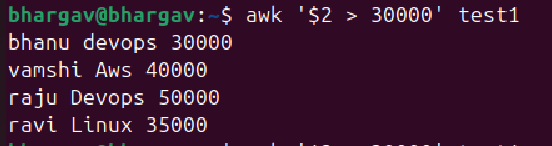 bhargav@bhargav:~$ awk '$2 > 30000' test1
bhanu devops 30000
vamshi Aws 40000
raju Devops 50000
ravi Linux 35000